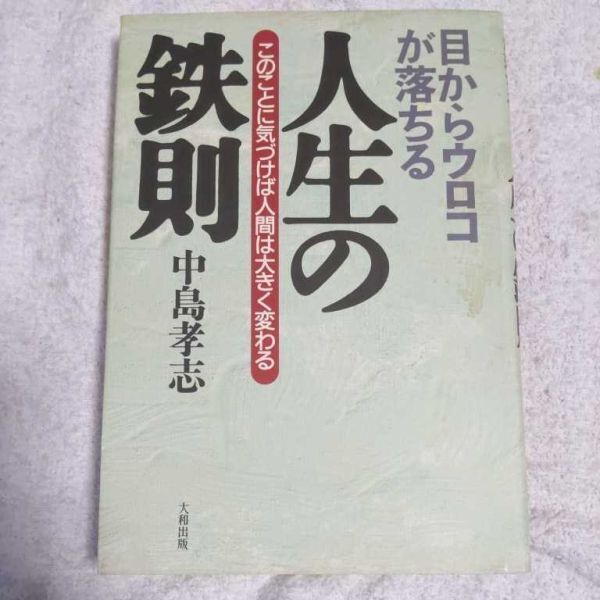 目からウロコ
が落ちる
人生の
鉄則
このことに気づけば人間は大きく変わる
中島孝志
大和出版